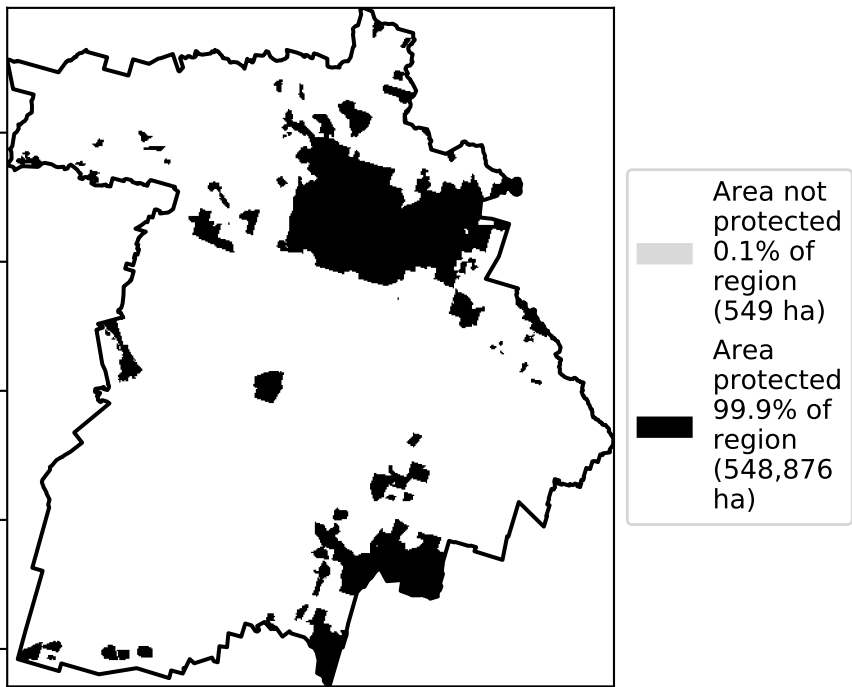 Area not
protected
0.1% of
region
(549 ha)
Area
protected
99.9% of
region
(548,876
ha)